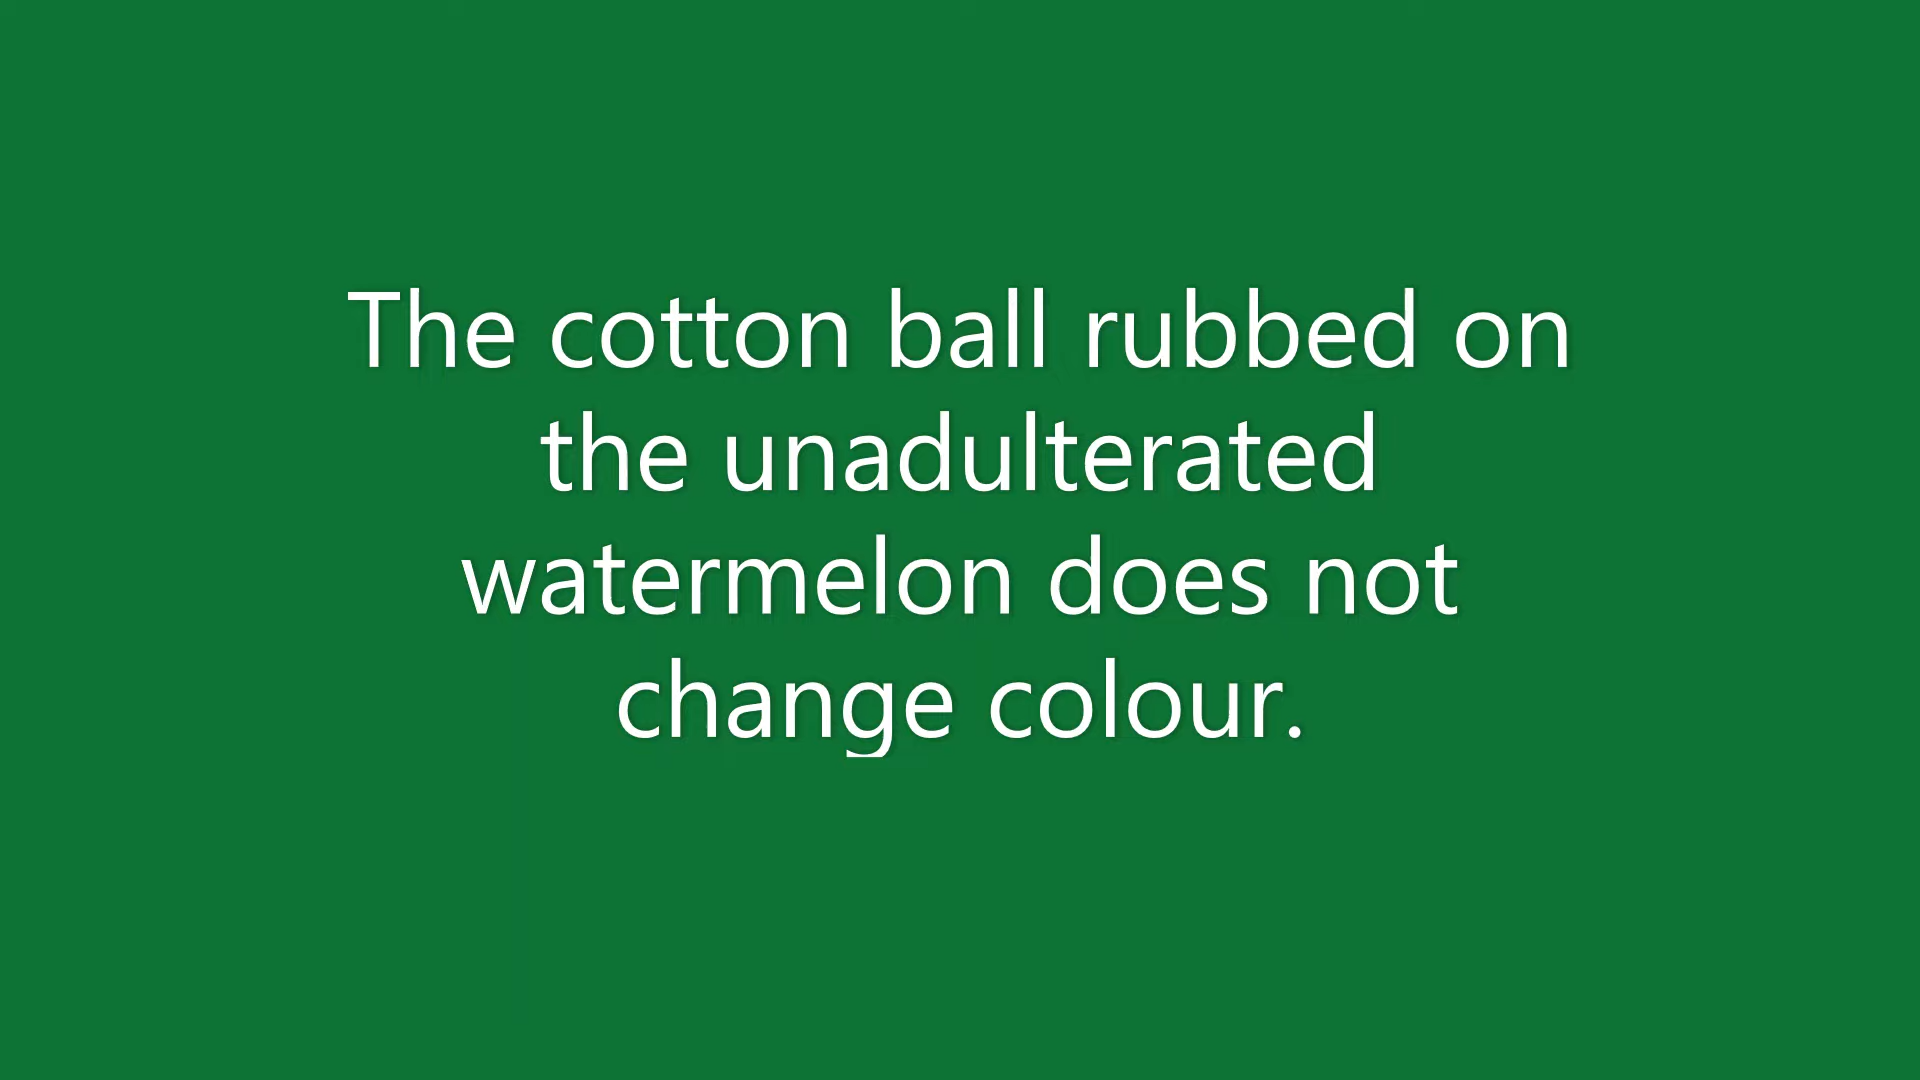 The cotton ball rubbed on
the unadulterated
watermelon does not
change colour.